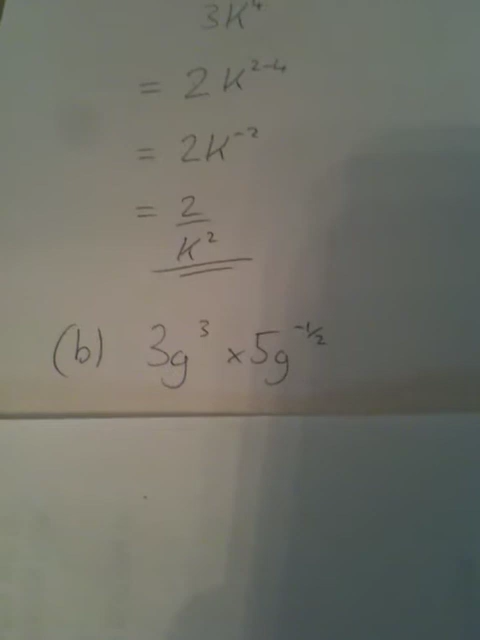 3K⁴
= 2K²⁻⁴
= 2K⁻²
= 2
K²
(b) 3g³ × 5g⁻¹/²